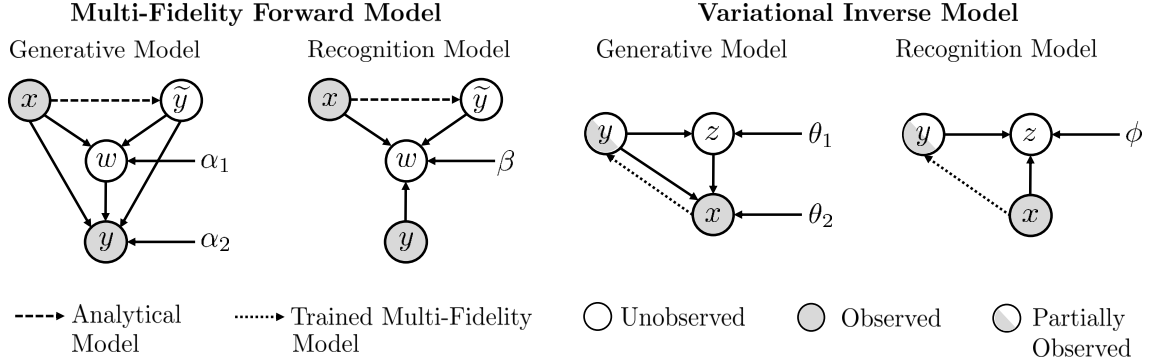 Multi-Fidelity Forward Model
Variational Inverse Model
Generative Model
Recognition Model
Generative Model
Recognition Model
x
ỹ
w
α₁
y
α₂
x
ỹ
w
β
y
y
z
θ₁
x
θ₂
y
z
ϕ
x
Analytical
Model
Trained Multi-Fidelity
Model
Unobserved
Observed
Partially
Observed